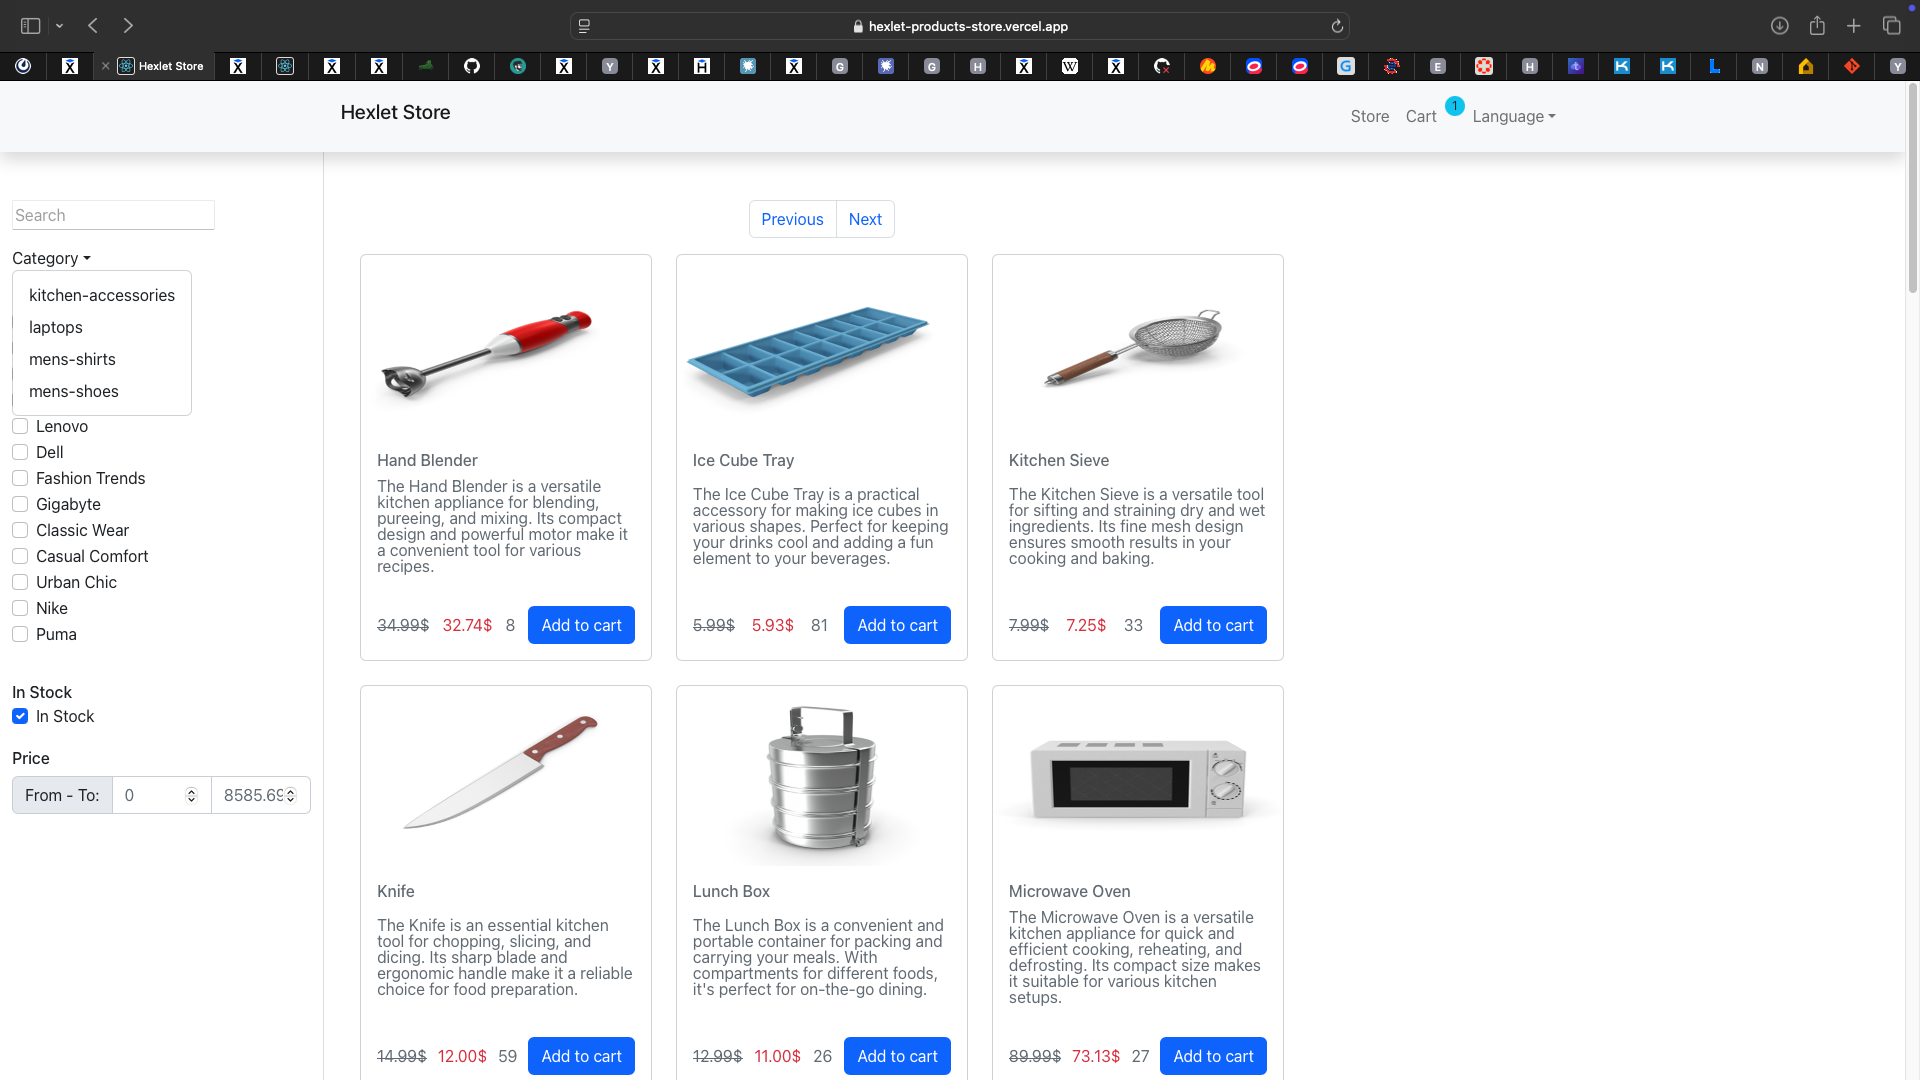 hexlet-products-store.vercel.app
Hexlet Store
Hexlet Store
Store
Cart
1
Language
Search
Category
kitchen-accessories
laptops
mens-shirts
mens-shoes
Lenovo
Dell
Fashion Trends
Gigabyte
Classic Wear
Casual Comfort
Urban Chic
Nike
Puma
In Stock
In Stock
Price
From - To:
0
8585.69
Previous
Next
Hand Blender
The Hand Blender is a versatile
kitchen appliance for blending,
pureeing, and mixing. Its compact
design and powerful motor make it
a convenient tool for various
recipes.
34.99$ 32.74$ 8 Add to cart
Ice Cube Tray
The Ice Cube Tray is a practical
accessory for making ice cubes in
various shapes. Perfect for keeping
your drinks cool and adding a fun
element to your beverages.
5.99$ 5.93$ 81 Add to cart
Kitchen Sieve
The Kitchen Sieve is a versatile tool
for sifting and straining dry and wet
ingredients. Its fine mesh design
ensures smooth results in your
cooking and baking.
7.99$ 7.25$ 33 Add to cart
Knife
The Knife is an essential kitchen
tool for chopping, slicing, and
dicing. Its sharp blade and
ergonomic handle make it a reliable
choice for food preparation.
14.99$ 12.00$ 59 Add to cart
Lunch Box
The Lunch Box is a convenient and
portable container for packing and
carrying your meals. With
compartments for different foods,
it's perfect for on-the-go dining.
12.99$ 11.00$ 26 Add to cart
Microwave Oven
The Microwave Oven is a versatile
kitchen appliance for quick and
efficient cooking, reheating, and
defrosting. Its compact size makes
it suitable for various kitchen
setups.
89.99$ 73.13$ 27 Add to cart